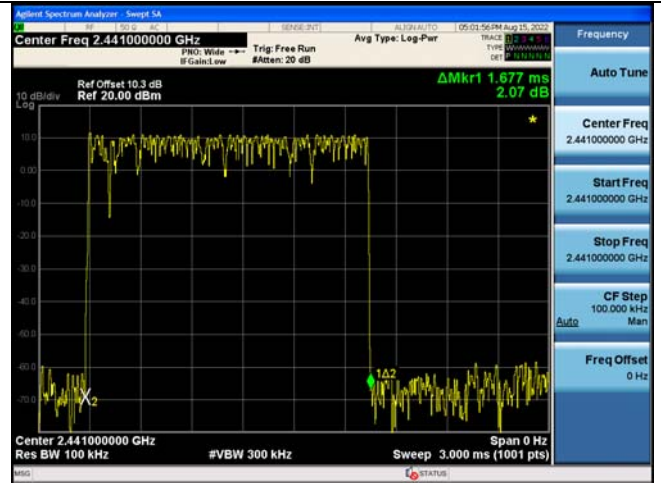 Agilent Spectrum Analyzer - Swept SA
RF 50 Ω AC SENSE:INT ALIGN AUTO 05:01:56 PM Aug 15, 2022
Center Freq 2.441000000 GHz
PNO: Wide
IFGain:Low
Trig: Free Run
#Atten: 20 dB
Avg Type: Log-Pwr
TRACE 1 2 3 4 5 6
TYPE
DET P N N N N N
Ref Offset 10.3 dB
Ref 20.00 dBm
10 dB/div
Log
ΔMkr1 1.677 ms
2.07 dB
10.0
0.00
-10.0
-20.0
-30.0
-40.0
-50.0
-60.0
-70.0
X2
1Δ2
Center 2.441000000 GHz
Span 0 Hz
Res BW 100 kHz
#VBW 300 kHz
Sweep 3.000 ms (1001 pts)
MSG
STATUS
Frequency
Auto Tune
Center Freq
2.441000000 GHz
Start Freq
2.441000000 GHz
Stop Freq
2.441000000 GHz
CF Step
100.000 kHz
Auto Man
Freq Offset
0 Hz